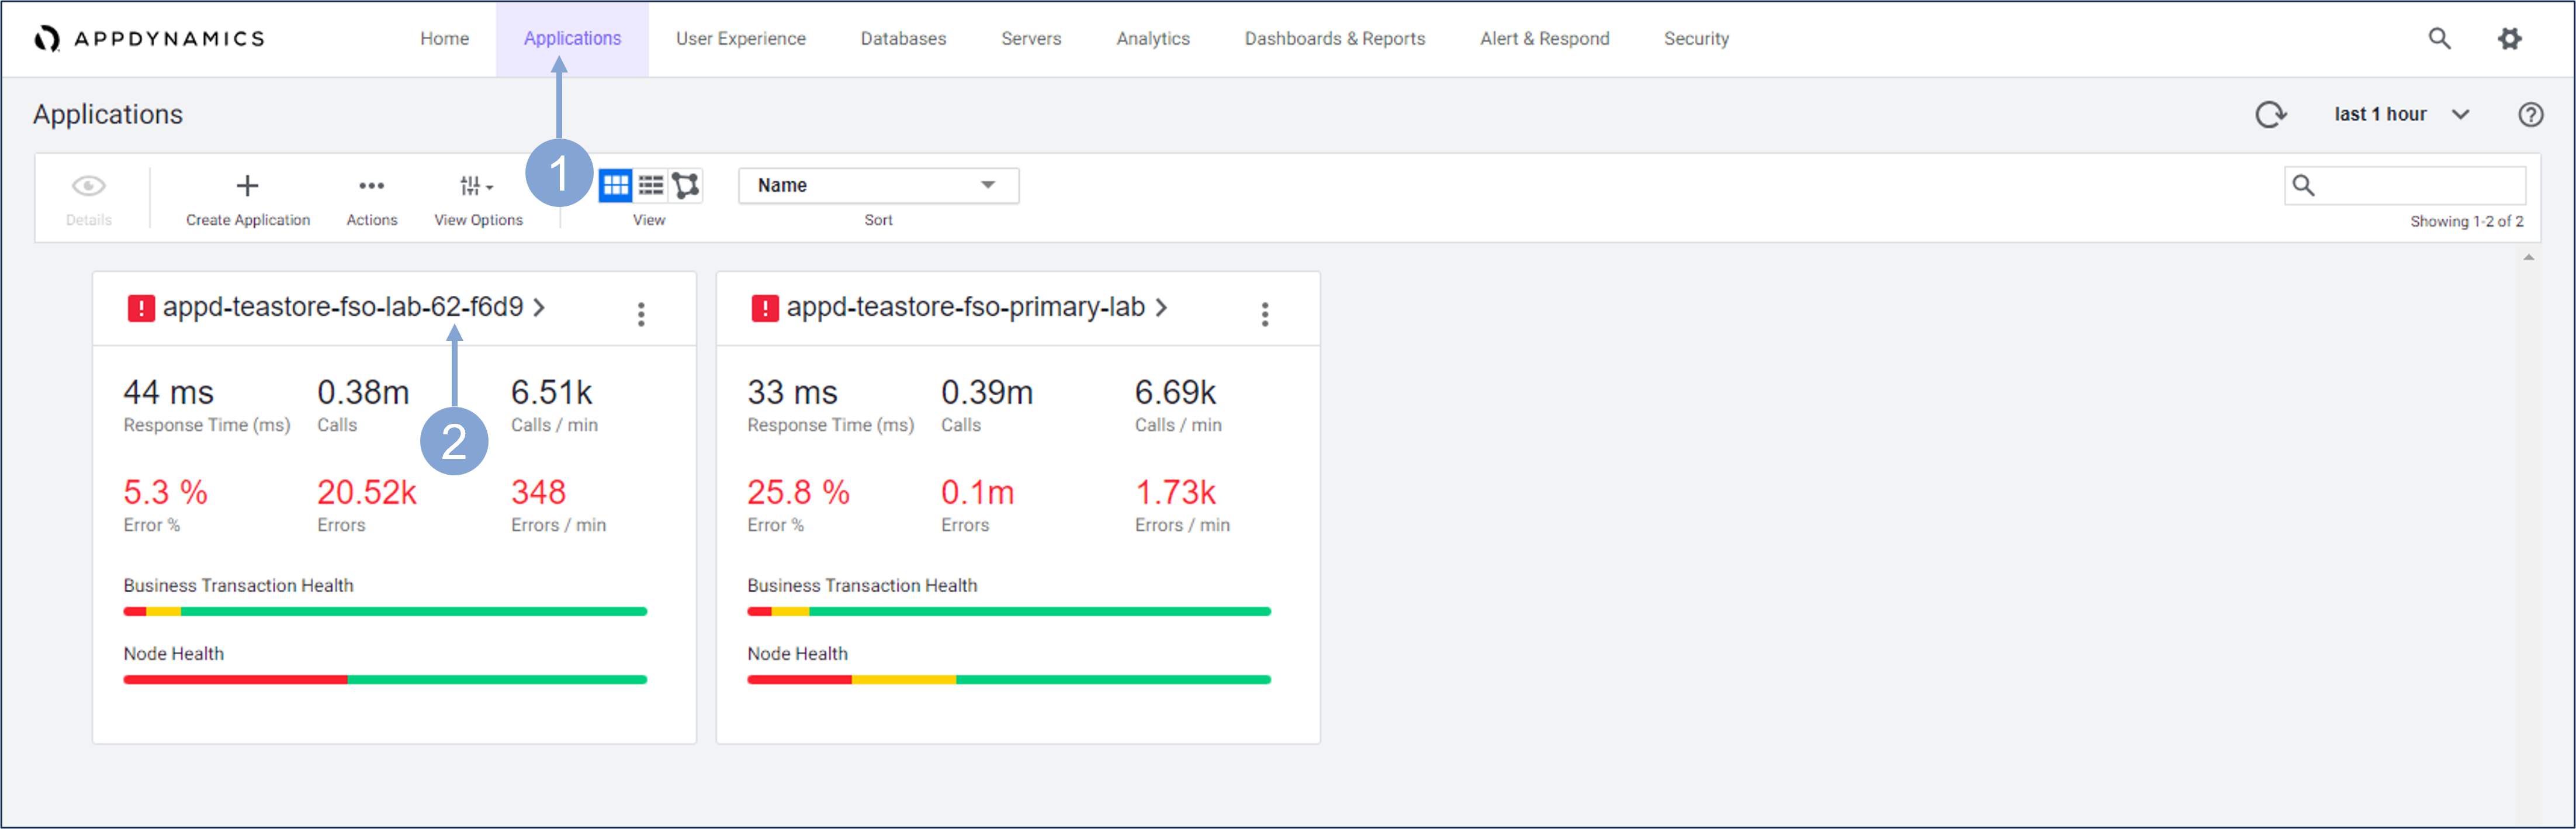 APPDYNAMICS Home Applications User Experience Databases Servers Analytics Dashboards & Reports Alert & Respond Security
Applications last 1 hour
1
Name
Details Create Application Actions View Options View Sort
Showing 1-2 of 2
appd-teastore-fso-lab-62-f6d9
44 ms 0.38m 6.51k
Response Time (ms) Calls Calls / min
2
5.3 % 20.52k 348
Error % Errors Errors / min
Business Transaction Health
Node Health
appd-teastore-fso-primary-lab
33 ms 0.39m 6.69k
Response Time (ms) Calls Calls / min
25.8 % 0.1m 1.73k
Error % Errors Errors / min
Business Transaction Health
Node Health